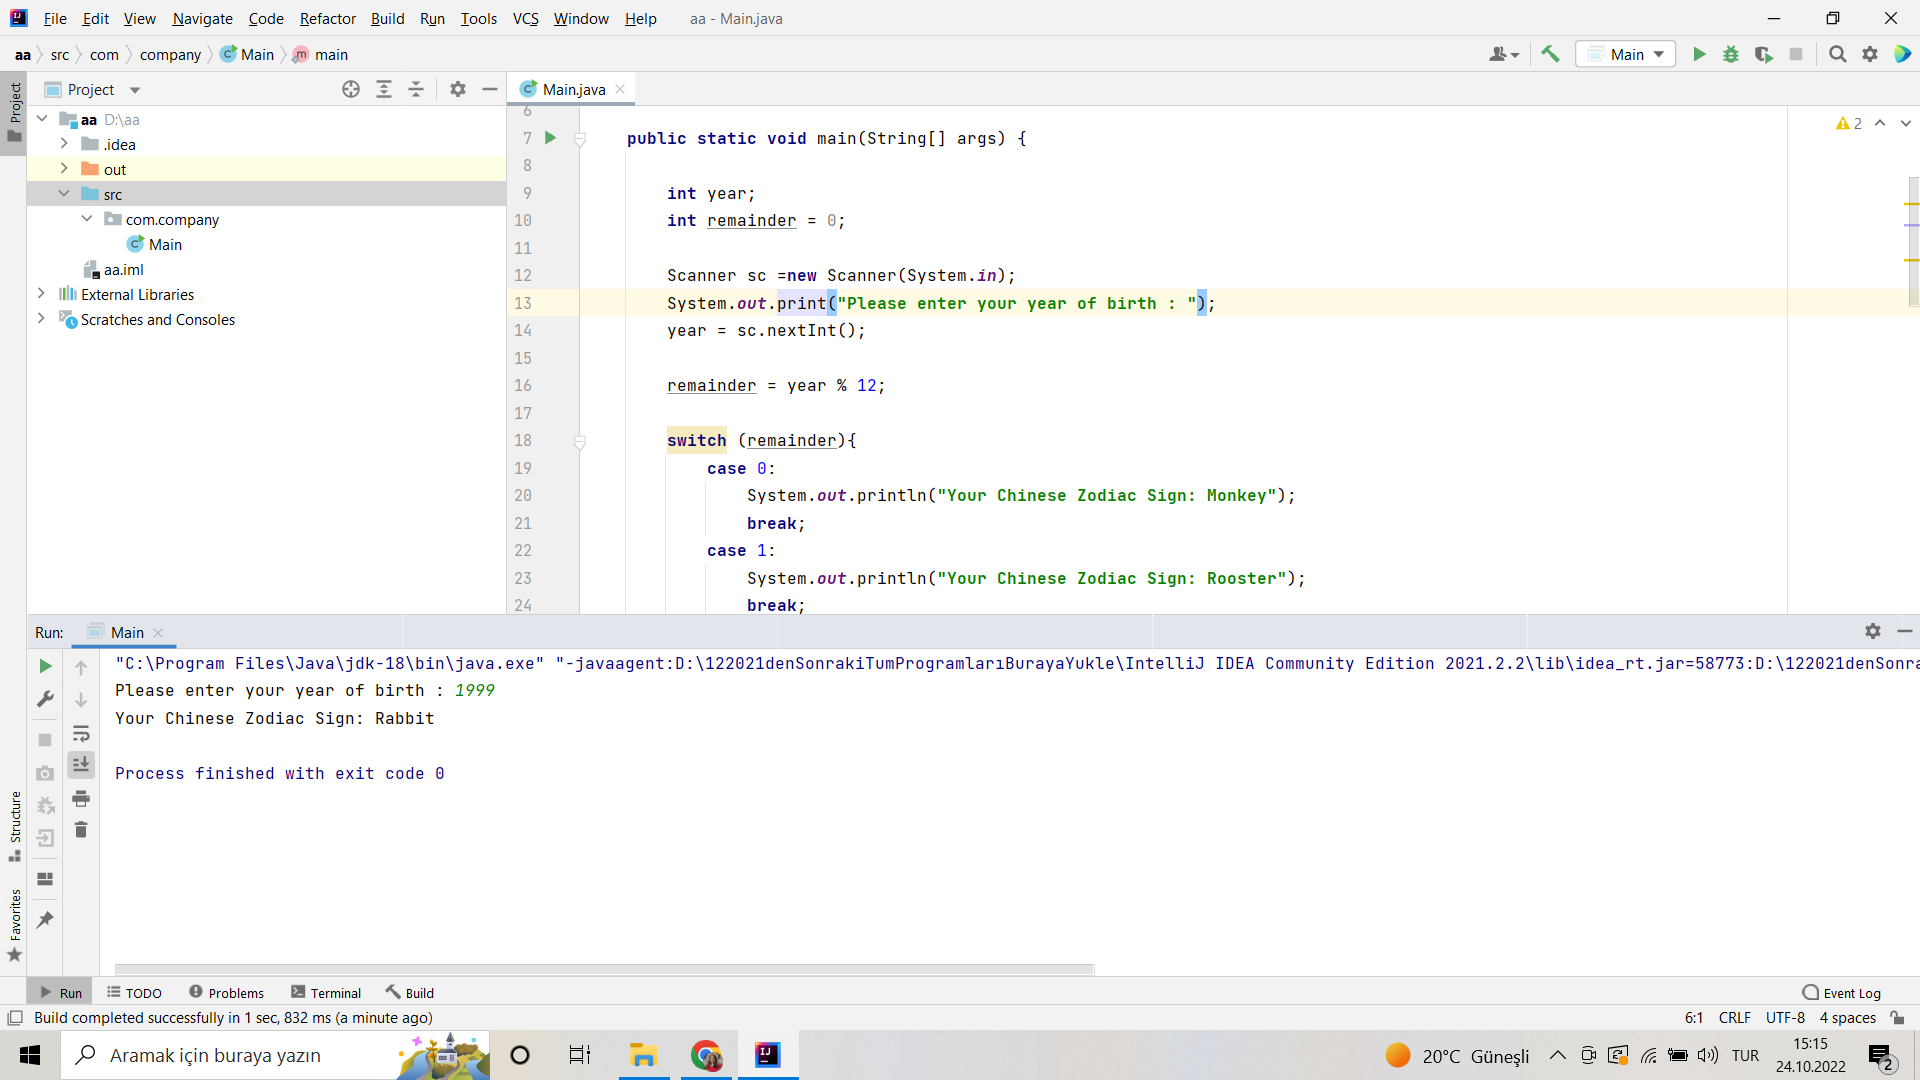 File Edit View Navigate Code Refactor Build Run Tools VCS Window Help aa - Main.java
aa src com company Main main
Main
Project
Project
Main.java
aa D:\aa
.idea
out
src
com.company
Main
aa.iml
External Libraries
Scratches and Consoles
2
6
7 public static void main(String[] args) {
8
9 int year;
10 int remainder = 0;
11
12 Scanner sc =new Scanner(System.in);
13 System.out.print("Please enter your year of birth : ");
14 year = sc.nextInt();
15
16 remainder = year % 12;
17
18 switch (remainder){
19 case 0:
20 System.out.println("Your Chinese Zodiac Sign: Monkey");
21 break;
22 case 1:
23 System.out.println("Your Chinese Zodiac Sign: Rooster");
24 break;
Run: Main
"C:\Program Files\Java\jdk-18\bin\java.exe" "-javaagent:D:\122021denSonrakiTumProgramlarıBurayaYukle\IntelliJ IDEA Community Edition 2021.2.2\lib\idea_rt.jar=58773:D:\122021denSonra
Please enter your year of birth : 1999
Your Chinese Zodiac Sign: Rabbit
Process finished with exit code 0
Structure
Favorites
Run TODO Problems Terminal Build Event Log
Build completed successfully in 1 sec, 832 ms (a minute ago) 6:1 CRLF UTF-8 4 spaces
Aramak için buraya yazın
20°C Güneşli
TUR
15:15
24.10.2022
2